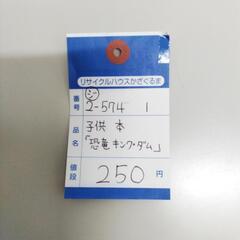 リサイクルハウスかざぐるま
番号 シー 2-574 1
品名 子供 本
「恐竜キング・ダム」
値段 250 円